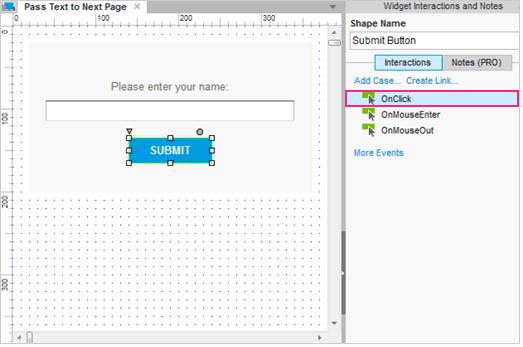 Pass Text to Next Page
Widget Interactions and Notes
0 100 200 300
Shape Name
Submit Button
Interactions Notes (PRO)
Add Case... Create Link...
OnClick
OnMouseEnter
OnMouseOut
More Events
0
Please enter your name:
100
SUBMIT
200
300